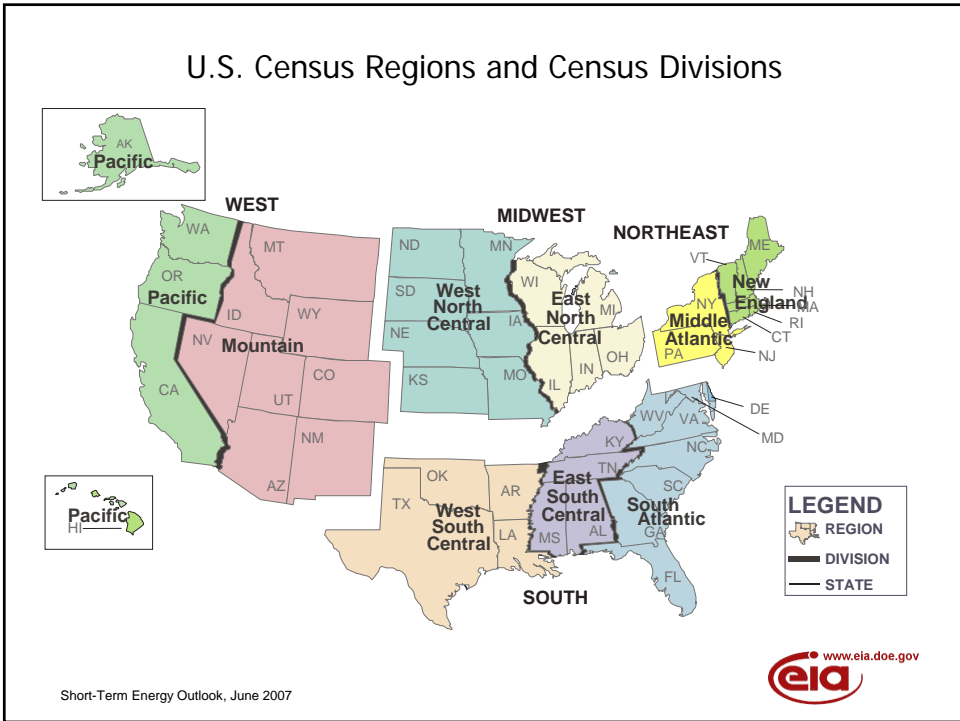 U.S. Census Regions and Census Divisions
AK
Pacific
WEST
MIDWEST
NORTHEAST
WA
MT
ND
MN
VT
ME
OR
ID
WY
SD
WI
MI
NY
New
England
NH
MA
RI
CT
NJ
Pacific
West
North
Central
IA
East
North
Central
Middle
Atlantic
PA
NV
Mountain
NE
CA
UT
CO
KS
MO
IL
IN
OH
DE
MD
AZ
NM
WV
VA
KY
NC
TN
SC
OK
AR
TX
West
South
Central
LA
East
South
Central
MS
AL
South
Atlantic
GA
FL
SOUTH
Pacific
HI
LEGEND
REGION
DIVISION
STATE
www.eia.doe.gov
eia
Short-Term Energy Outlook, June 2007